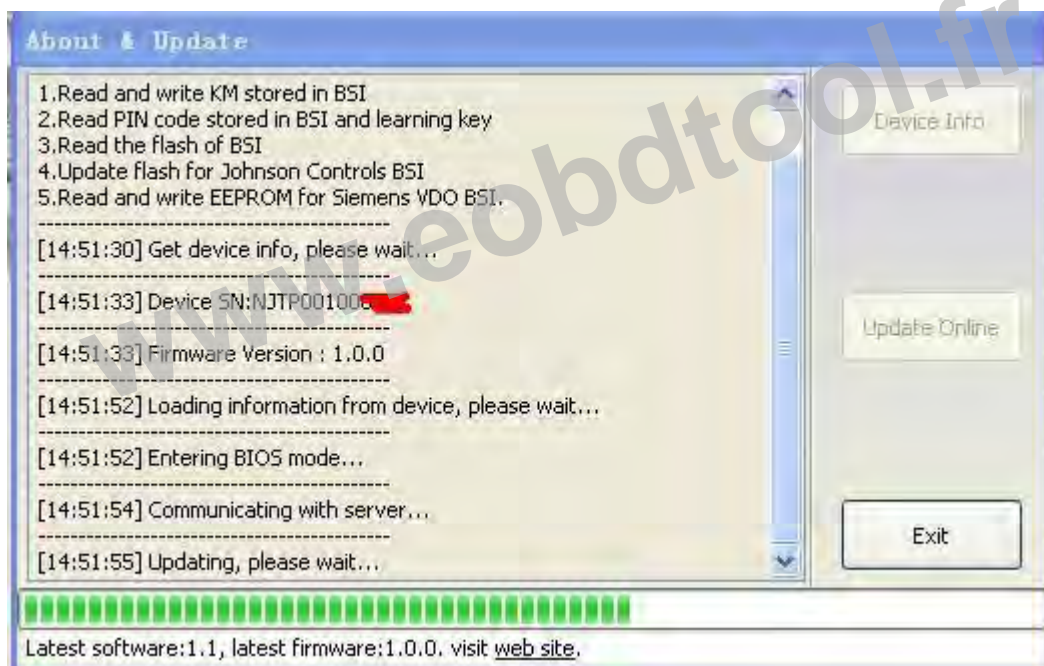 About & Update
1.Read and write KM stored in BSI
2.Read PIN code stored in BSI and learning key
3.Read the flash of BSI
4.Update flash for Johnson Controls BSI
5.Read and write EEPROM for Siemens VDO BSI.
[14:51:30] Get device info, please wait...
[14:51:33] Device SN:NJTP001000
[14:51:33] Firmware Version : 1.0.0
[14:51:52] Loading information from device, please wait...
[14:51:52] Entering BIOS mode...
[14:51:54] Communicating with server...
[14:51:55] Updating, please wait...
Device Info
Update Online
Exit
Latest software:1.1, latest firmware:1.0.0. visit web site.
www.eobdtool.fr